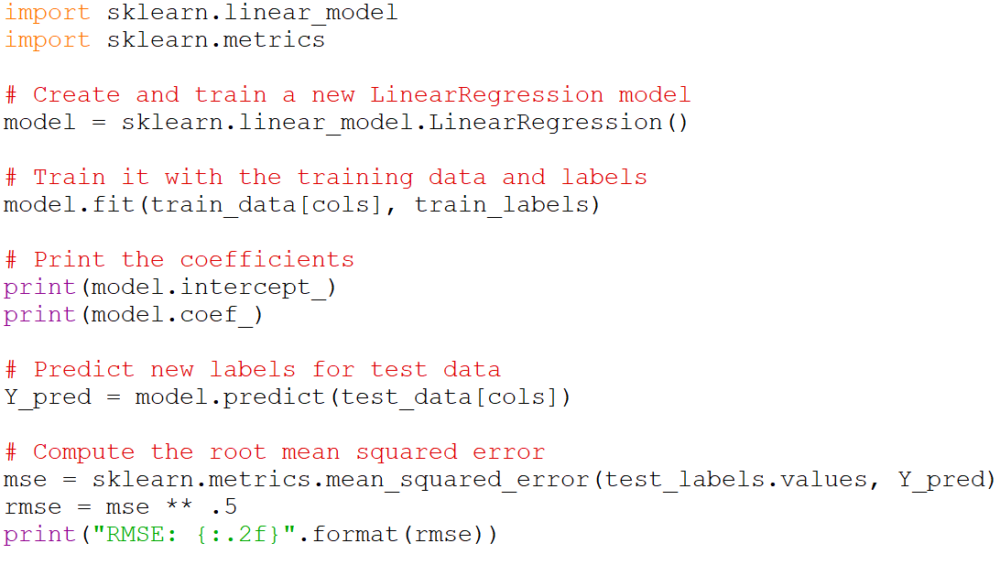 import sklearn.linear_model
import sklearn.metrics
# Create and train a new LinearRegression model
model = sklearn.linear_model.LinearRegression()
# Train it with the training data and labels
model.fit(train_data[cols], train_labels)
# Print the coefficients
print(model.intercept_)
print(model.coef_)
# Predict new labels for test data
Y_pred = model.predict(test_data[cols])
# Compute the root mean squared error
mse = sklearn.metrics.mean_squared_error(test_labels.values, Y_pred)
rmse = mse ** .5
print("RMSE: {:.2f}".format(rmse))